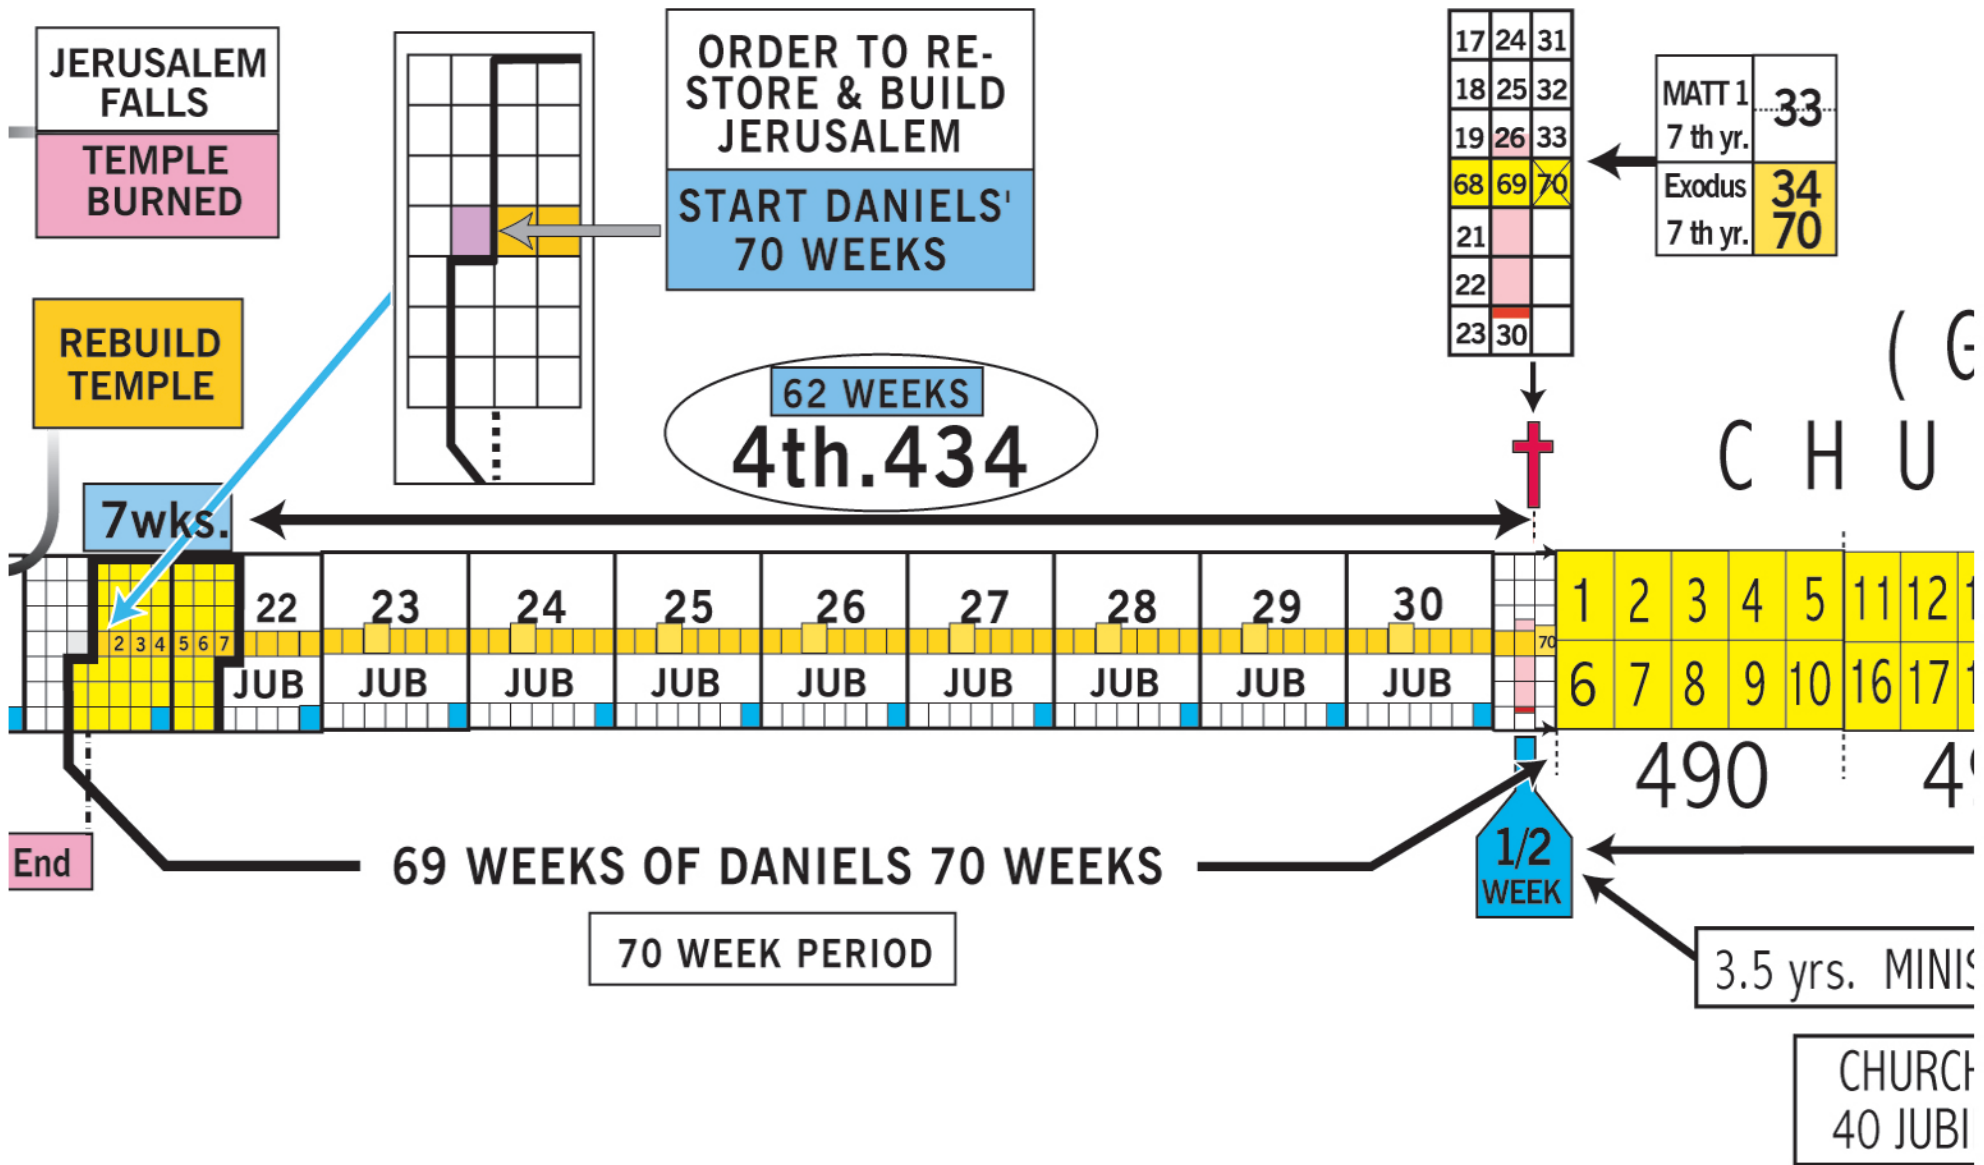 JERUSALEM
FALLS
TEMPLE
BURNED
ORDER TO RE-
STORE & BUILD
JERUSALEM
START DANIELS'
70 WEEKS
17 24 31
18 25 32
19 26 33
68 69 70
21
22
23 30
MATT 1
7 th yr.
33
Exodus
7 th yr.
34
70
REBUILD
TEMPLE
62 WEEKS
4th.434
(
C H U
7wks.
2 3 4 5 6 7
22 23 24 25 26 27 28 29 30
JUB JUB JUB JUB JUB JUB JUB JUB JUB
70
1 2 3 4 5 11 12
6 7 8 9 10 16 17
490
End
69 WEEKS OF DANIELS 70 WEEKS
70 WEEK PERIOD
1/2
WEEK
3.5 yrs. MINIS
CHURCH
40 JUBI